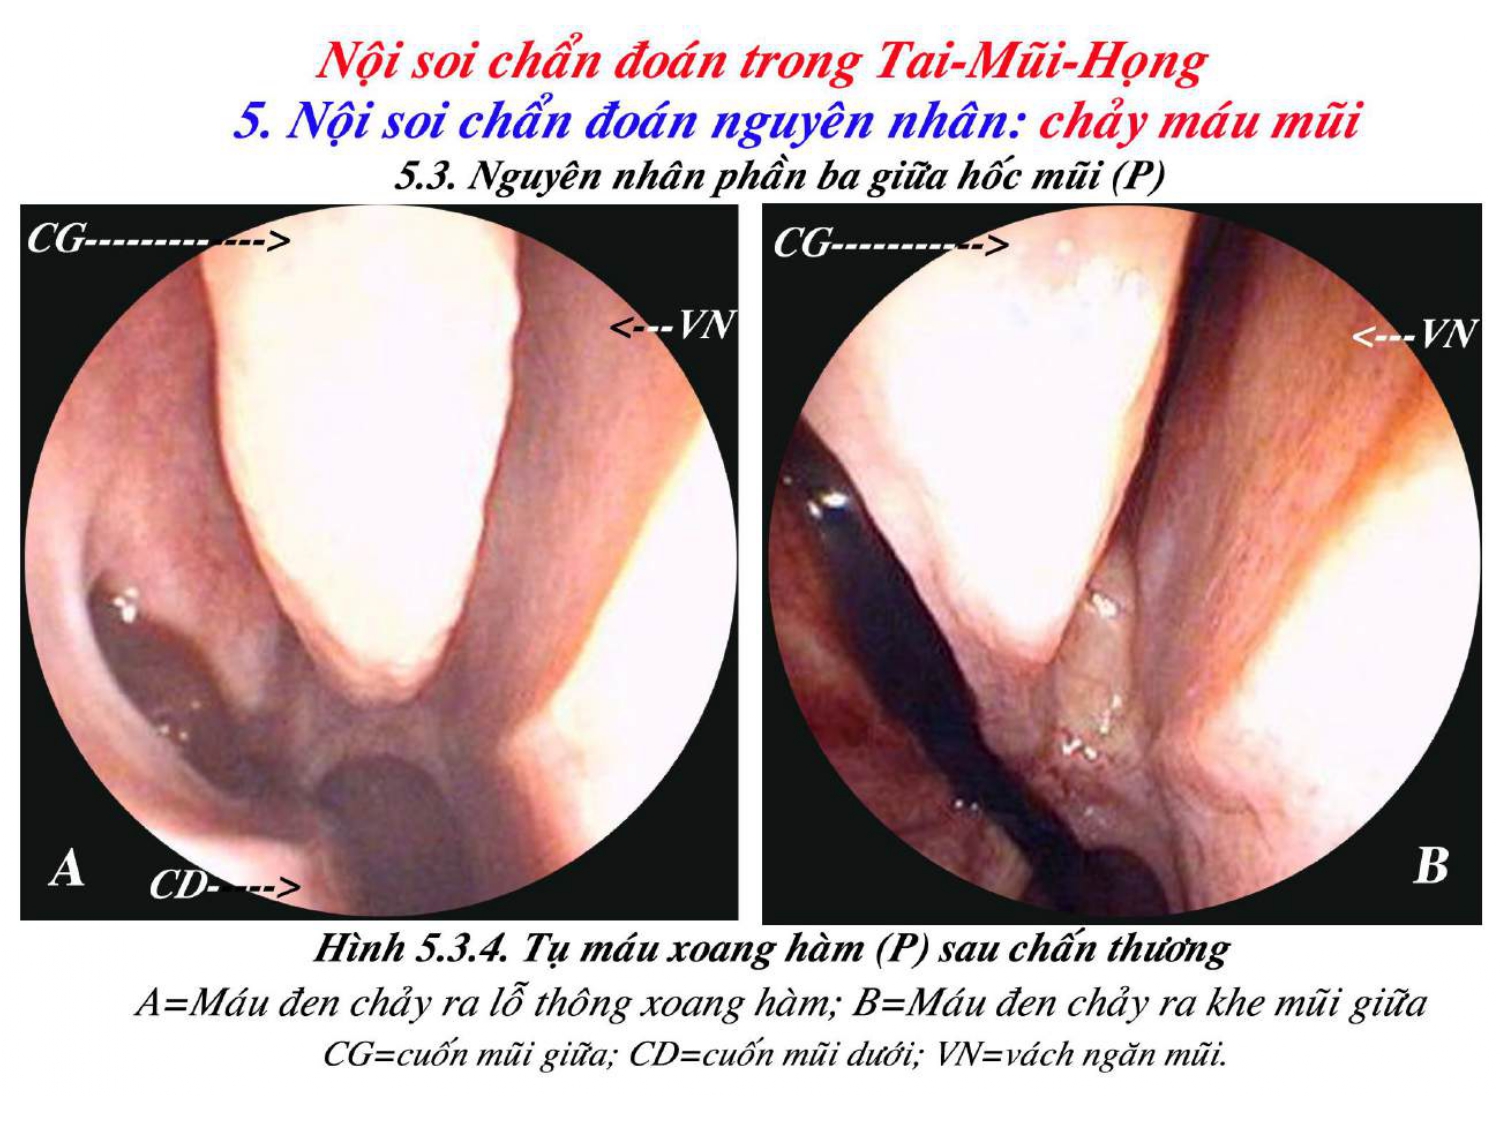 Nội soi chẩn đoán trong Tai-Mũi-Họng
5. Nội soi chẩn đoán nguyên nhân: chảy máu mũi
5.3. Nguyên nhân phần ba giữa hốc mũi (P)
CG------------->
<---VN
A
CD----->
CG----------->
<---VN
B
Hình 5.3.4. Tụ máu xoang hàm (P) sau chấn thương
A=Máu đen chảy ra lỗ thông xoang hàm; B=Máu đen chảy ra khe mũi giữa
CG=cuốn mũi giữa; CD=cuốn mũi dưới; VN=vách ngăn mũi.